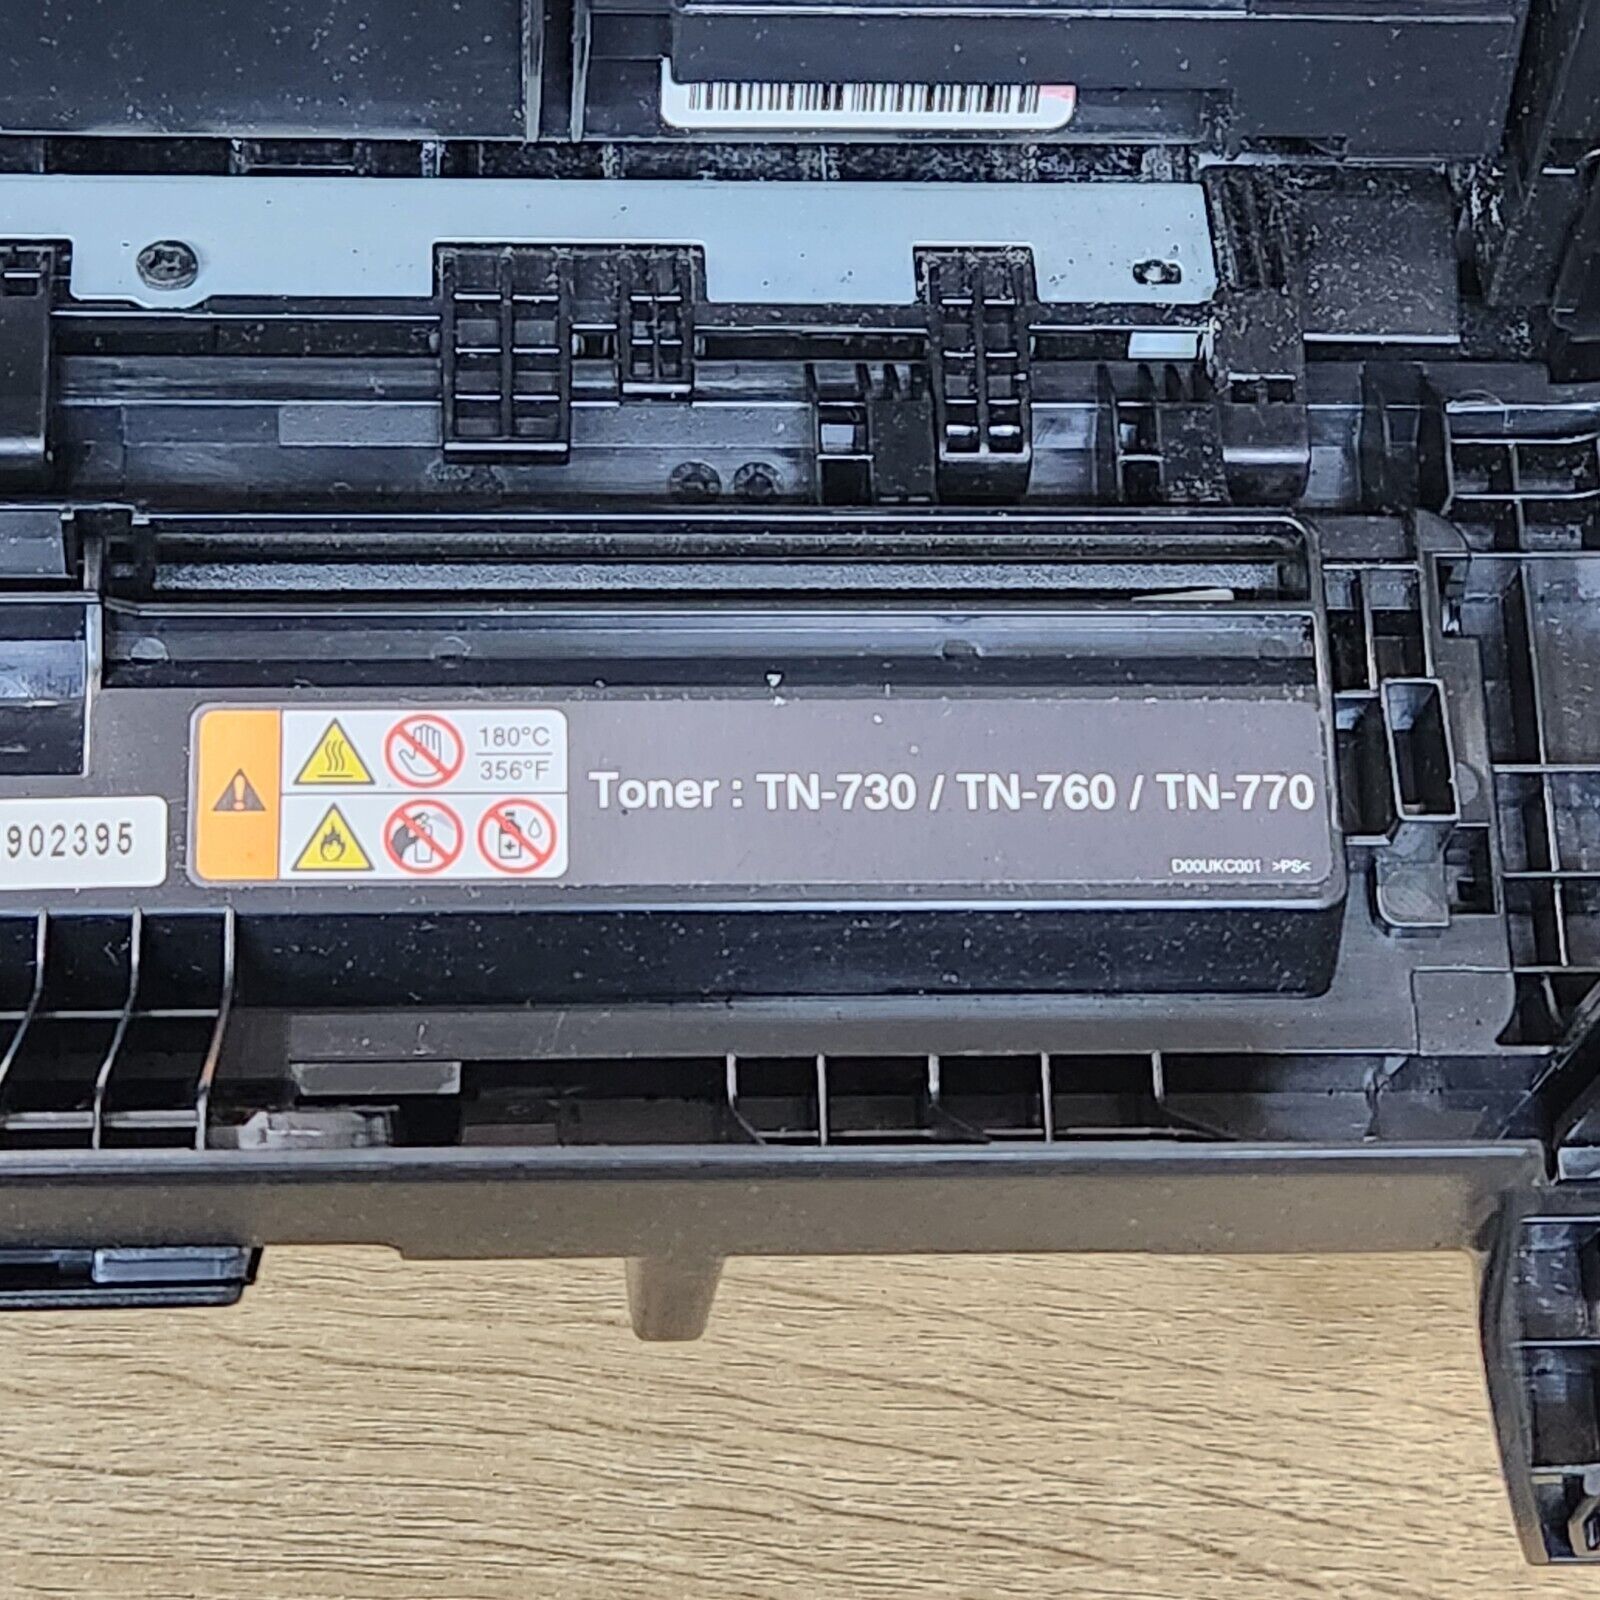 180°C
356°F
Toner : TN-730 / TN-760 / TN-770
902395
D00UKC001 >PS<